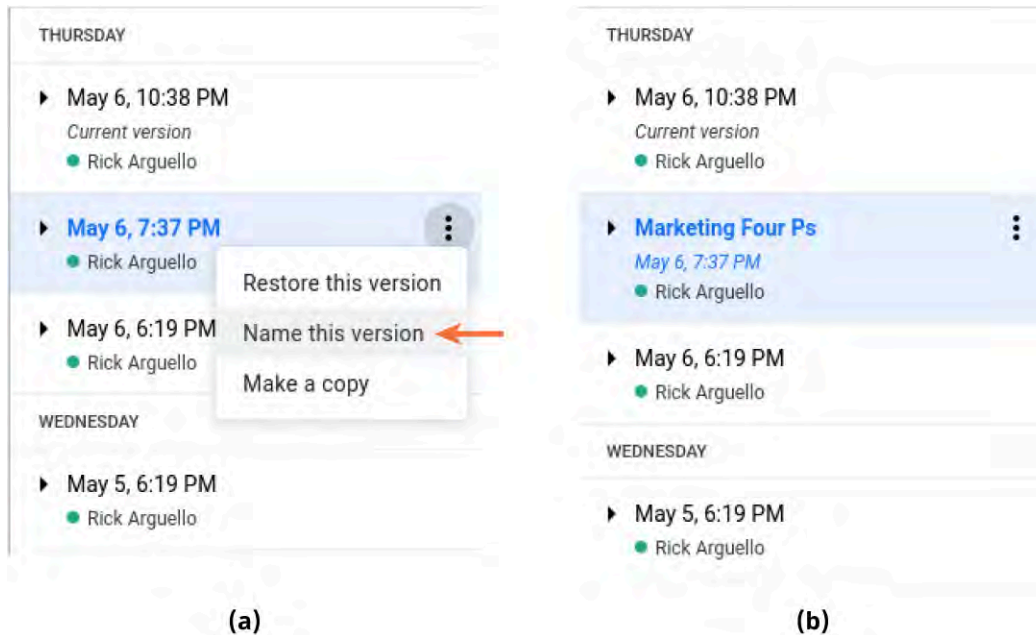 THURSDAY
May 6, 10:38 PM
Current version
Rick Arguello
May 6, 7:37 PM
Rick Arguello
Restore this version
Name this version
Make a copy
May 6, 6:19 PM
Rick Arguello
WEDNESDAY
May 5, 6:19 PM
Rick Arguello
(a)
THURSDAY
May 6, 10:38 PM
Current version
Rick Arguello
Marketing Four Ps
May 6, 7:37 PM
Rick Arguello
May 6, 6:19 PM
Rick Arguello
WEDNESDAY
May 5, 6:19 PM
Rick Arguello
(b)